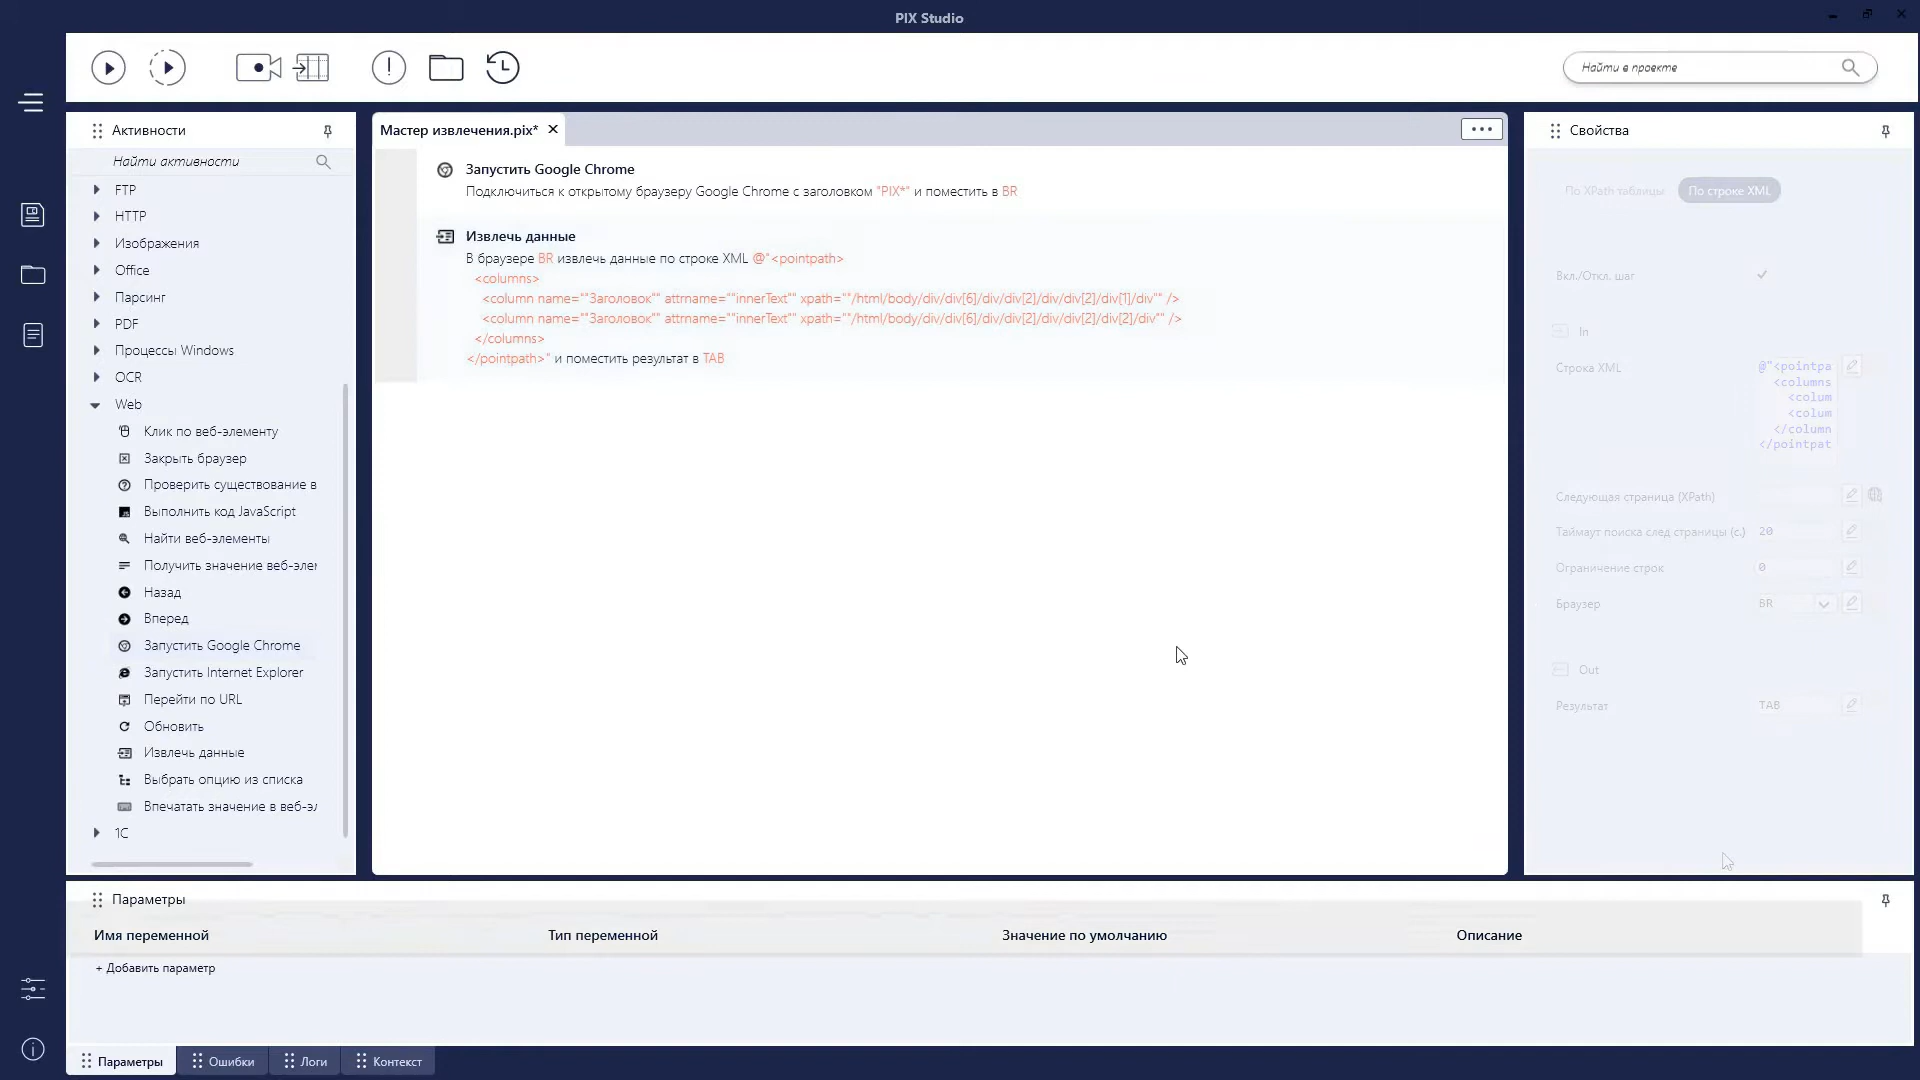 PIX Studio
Найти в проекте
Активности
Найти активности
FTP
HTTP
Изображения
Office
Парсинг
PDF
Процессы Windows
OCR
Web
Клик по веб-элементу
Закрыть браузер
Проверить существование в
Выполнить код JavaScript
Найти веб-элементы
Получить значение веб-элем
Назад
Вперед
Запустить Google Chrome
Запустить Internet Explorer
Перейти по URL
Обновить
Извлечь данные
Выбрать опцию из списка
Впечатать значение в веб-эл
1C
Мастер извлечения.pix*
Запустить Google Chrome
Подключиться к открытому браузеру Google Chrome с заголовком "PIX*" и поместить в BR
Извлечь данные
В браузере BR извлечь данные по строке XML @"<pointpath>
<columns>
<column name=""Заголовок"" attrname=""innerText"" xpath=""/html/body/div/div[6]/div/div[2]/div/div[2]/div[1]/div"" />
<column name=""Заголовок"" attrname=""innerText"" xpath=""/html/body/div/div[6]/div/div[2]/div/div[2]/div[2]/div"" />
</columns>
</pointpath>" и поместить результат в TAB
Свойства
По XPath таблицы По строке XML
Вкл./Откл. шаг
In
Строка XML
@"<pointpa
<columns
<colum
<colum
</column
</pointpat
Следующая страница (XPath)
Таймаут поиска след страницы (с.) 20
Ограничение строк 0
Браузер BR
Out
Результат TAB
Параметры
Имя переменной Тип переменной Значение по умолчанию Описание
+ Добавить параметр
Параметры Ошибки Логи Контекст